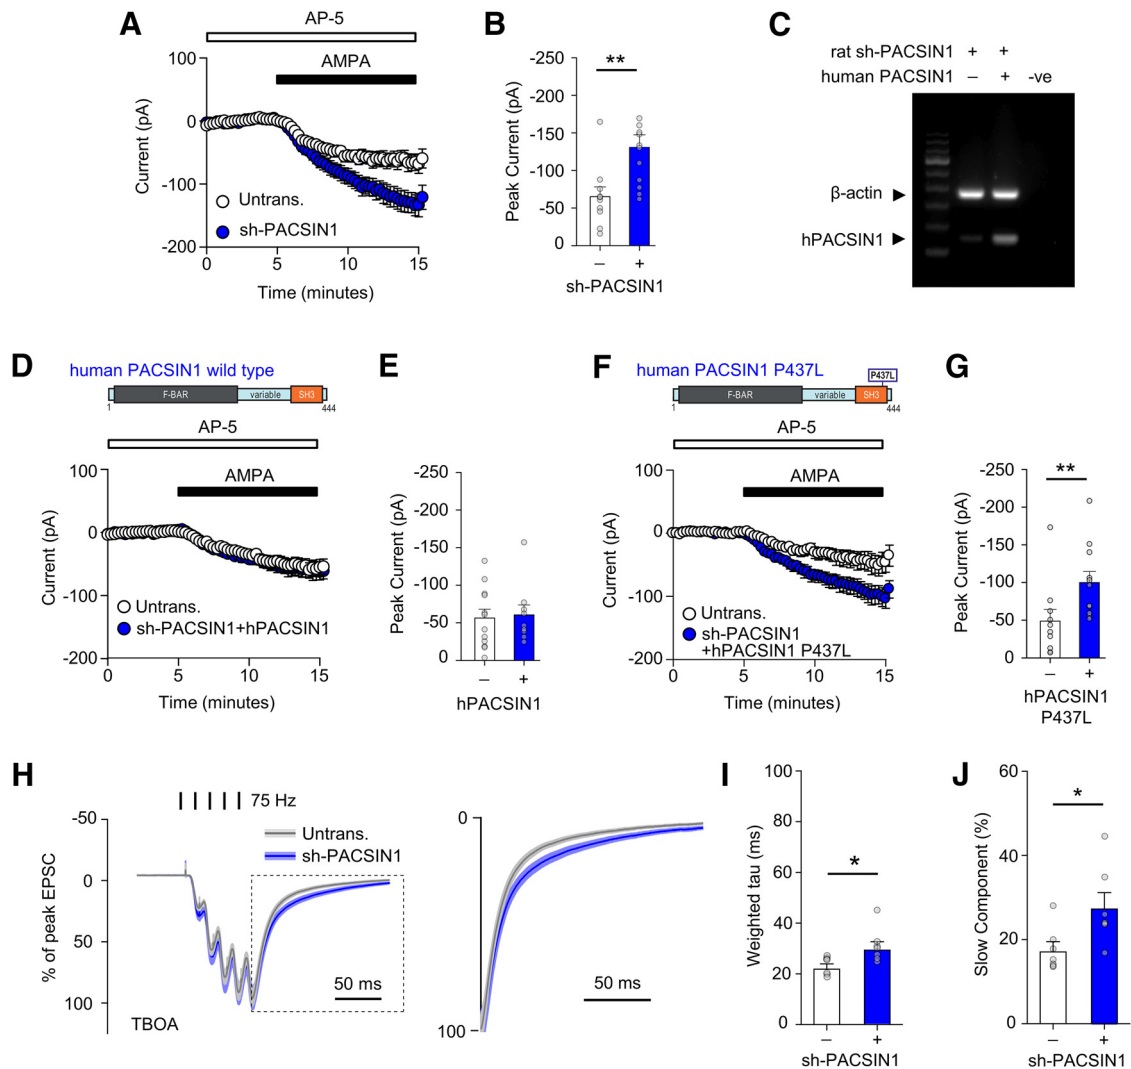 A
AP-5
AMPA
100
0
-100
-200
Current (pA)
Untrans.
sh-PACSIN1
0
5
10
15
Time (minutes)
B
-250
-200
-150
-100
-50
0
Peak Current (pA)
**
– +
sh-PACSIN1
C
rat sh-PACSIN1 + +
human PACSIN1 – + -ve
β-actin
hPACSIN1
D
human PACSIN1 wild type
F-BAR
variable
SH3
1
444
AP-5
AMPA
100
0
-100
-200
Current (pA)
Untrans.
sh-PACSIN1+hPACSIN1
0
5
10
15
Time (minutes)
E
-250
-200
-150
-100
-50
0
Peak Current (pA)
– +
hPACSIN1
F
human PACSIN1 P437L
P437L
F-BAR
variable
SH3
1
444
AP-5
AMPA
100
0
-100
-200
Current (pA)
Untrans.
sh-PACSIN1
+hPACSIN1 P437L
0
5
10
15
Time (minutes)
G
-250
-200
-150
-100
-50
0
Peak Current (pA)
**
– +
hPACSIN1
P437L
H
75 Hz
-50
0
50
100
% of peak EPSC
Untrans.
sh-PACSIN1
50 ms
TBOA
0
100
50 ms
I
100
80
60
40
20
0
Weighted tau (ms)
*
– +
sh-PACSIN1
J
60
40
20
0
Slow Component (%)
*
– +
sh-PACSIN1